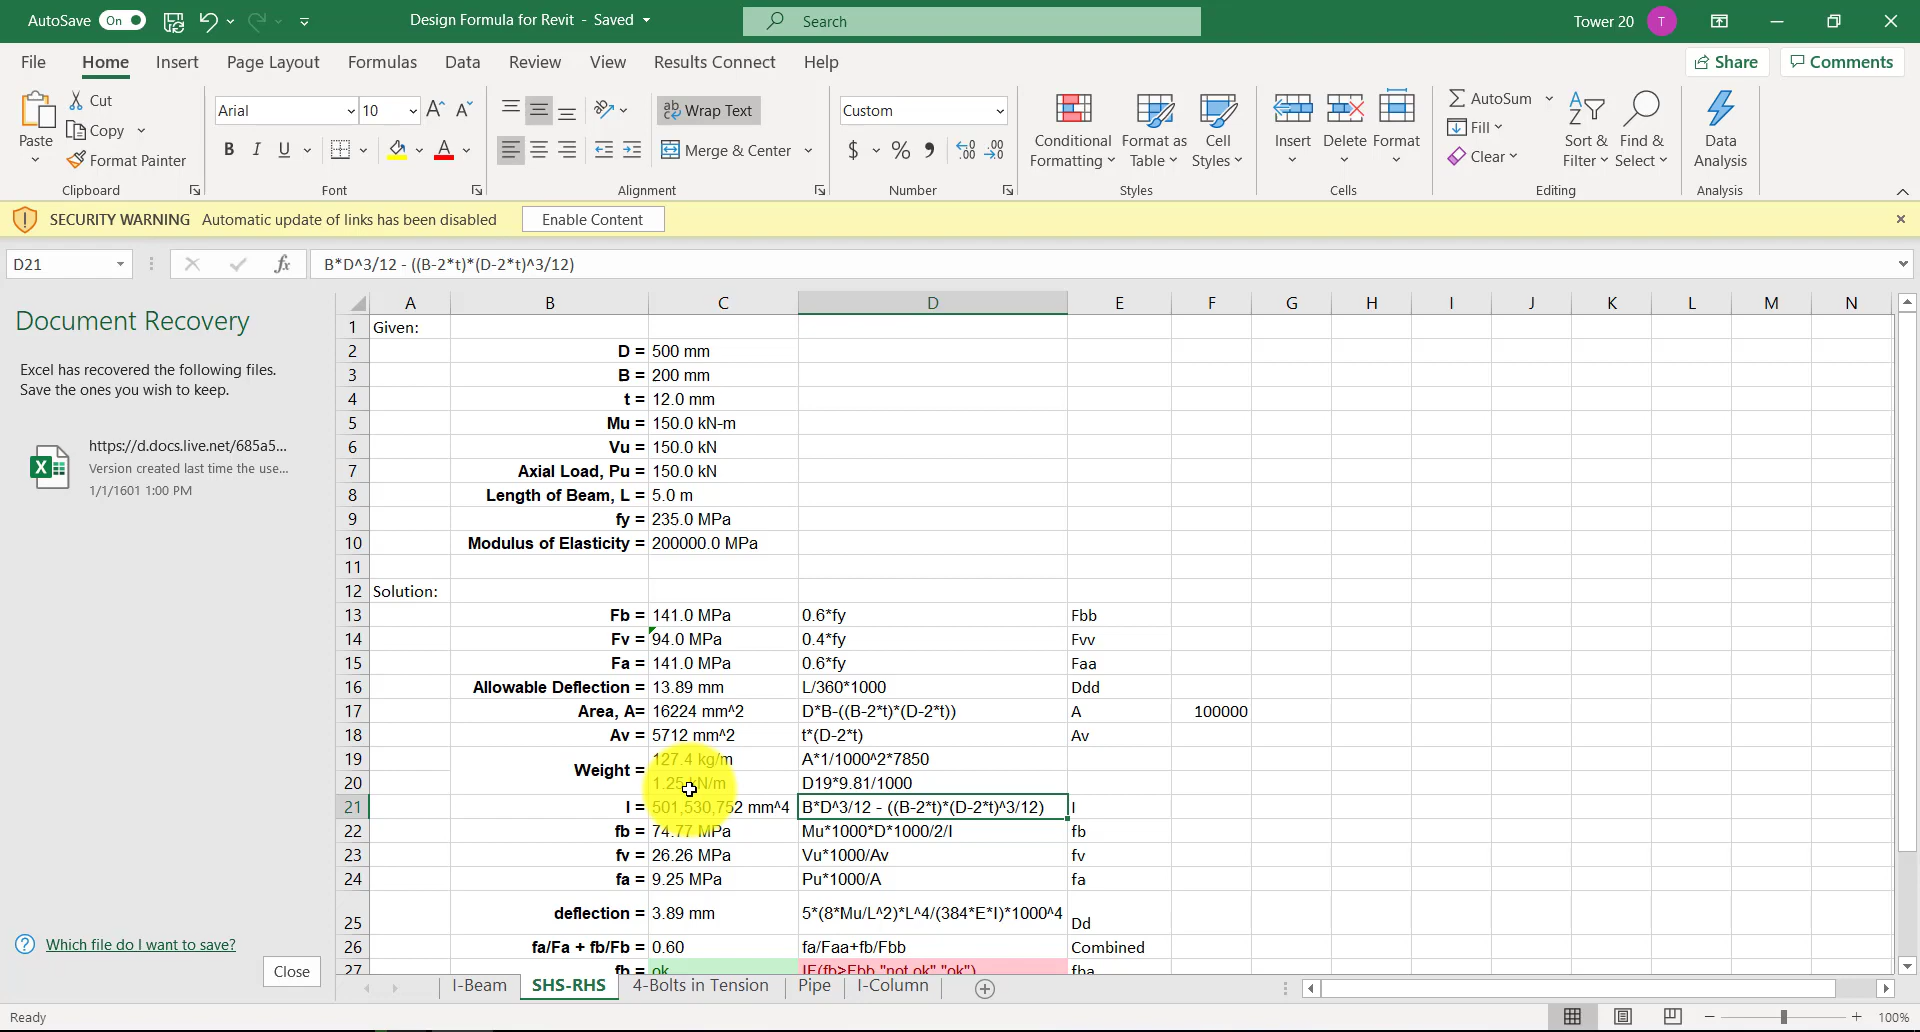 AutoSave On Design Formula for Revit - Saved Search Tower 20 T
File Home Insert Page Layout Formulas Data Review View Results Connect Help Share Comments
Paste Cut Copy Format Painter
Arial 10
B I U A
Wrap Text
Merge & Center
Custom
$ % 9
Conditional Formatting Format as Table Cell Styles
Insert Delete Format
AutoSum Fill Clear
Sort & Filter Find & Select
Data Analysis
Clipboard Font Alignment Number Styles Cells Editing Analysis
SECURITY WARNING Automatic update of links has been disabled Enable Content
D21 fx B*D^3/12 - ((B-2*t)*(D-2*t)^3/12)
Document Recovery
Excel has recovered the following files.
Save the ones you wish to keep.
https://d.docs.live.net/685a5...
Version created last time the use...
1/1/1601 1:00 PM
Which file do I want to save?
Close
A B C D E F G H I J K L M N
1 Given:
2 D = 500 mm
3 B = 200 mm
4 t = 12.0 mm
5 Mu = 150.0 kN-m
6 Vu = 150.0 kN
7 Axial Load, Pu = 150.0 kN
8 Length of Beam, L = 5.0 m
9 fy = 235.0 MPa
10 Modulus of Elasticity = 200000.0 MPa
11
12 Solution:
13 Fb = 141.0 MPa 0.6*fy Fbb
14 Fv = 94.0 MPa 0.4*fy Fvv
15 Fa = 141.0 MPa 0.6*fy Faa
16 Allowable Deflection = 13.89 mm L/360*1000 Ddd
17 Area, A= 16224 mm^2 D*B-((B-2*t)*(D-2*t)) A 100000
18 Av = 5712 mm^2 t*(D-2*t) Av
19 127.4 kg/m A*1/1000^2*7850
Weight =
20 1.25 kN/m D19*9.81/1000
21 I = 501,530,752 mm^4 B*D^3/12 - ((B-2*t)*(D-2*t)^3/12) I
22 fb = 74.77 MPa Mu*1000*D*1000/2/I fb
23 fv = 26.26 MPa Vu*1000/Av fv
24 fa = 9.25 MPa Pu*1000/A fa
25 deflection = 3.89 mm 5*(8*Mu/L^2)*L^4/(384*E*I)*1000^4 Dd
26 fa/Fa + fb/Fb = 0.60 fa/Faa+fb/Fbb Combined
27 fb = ok IF(fb>Fbb,"not ok","ok") fba
I-Beam SHS-RHS 4-Bolts in Tension Pipe I-Column
Ready 100%